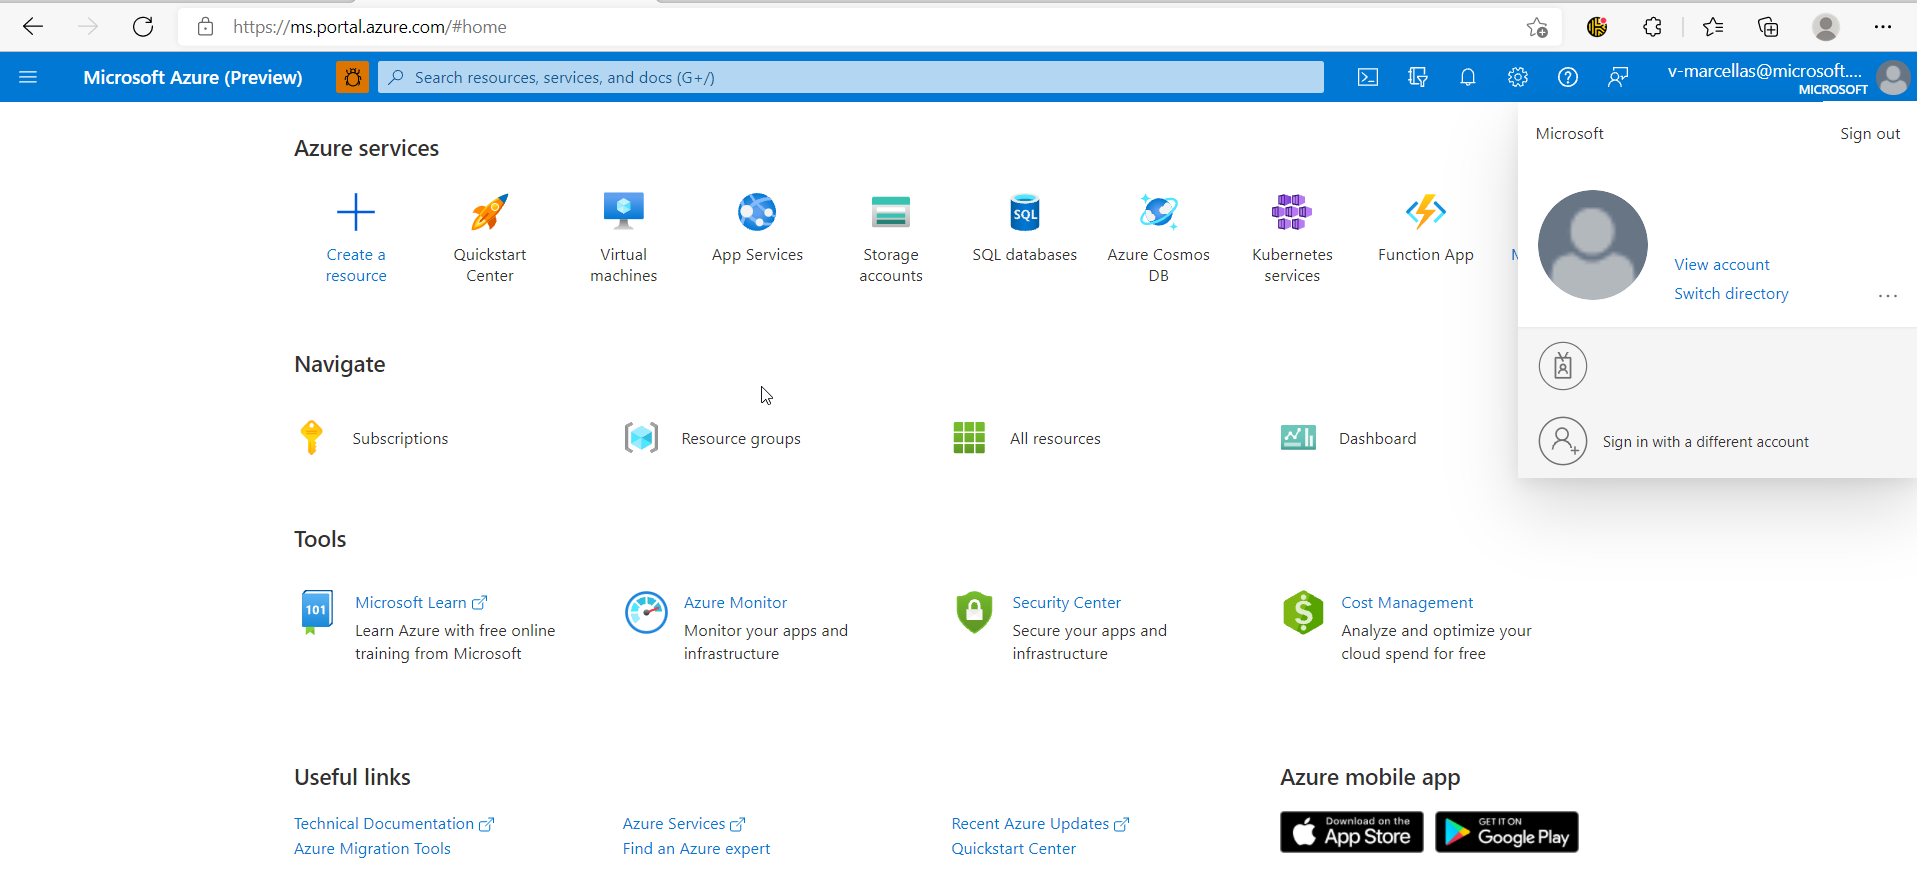 https://ms.portal.azure.com/#home
Microsoft Azure (Preview)
Search resources, services, and docs (G+/)
v-marcellas@microsoft....
MICROSOFT
Microsoft
Sign out
View account
Switch directory
...
Sign in with a different account
Azure services
Create a
resource
Quickstart
Center
Virtual
machines
App Services
Storage
accounts
SQL
SQL databases
Azure Cosmos
DB
Kubernetes
services
Function App
Navigate
Subscriptions
Resource groups
All resources
Dashboard
Tools
101
Microsoft Learn
Learn Azure with free online
training from Microsoft
Azure Monitor
Monitor your apps and
infrastructure
Security Center
Secure your apps and
infrastructure
Cost Management
Analyze and optimize your
cloud spend for free
Useful links
Technical Documentation
Azure Migration Tools
Azure Services
Find an Azure expert
Recent Azure Updates
Quickstart Center
Azure mobile app
Download on the
App Store
GET IT ON
Google Play